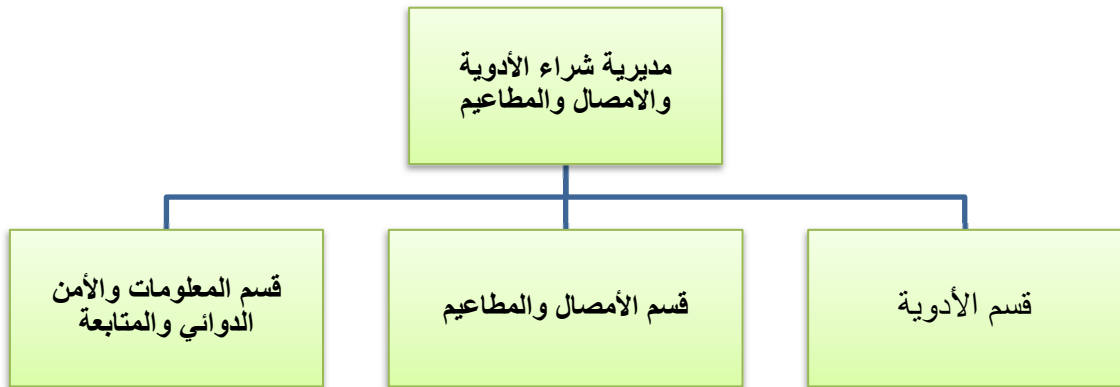 مديرية شراء الأدوية
والامصال والمطاعيم
قسم الأدوية
قسم الأمصال والمطاعيم
قسم المعلومات والأمن
الدوائي والمتابعة